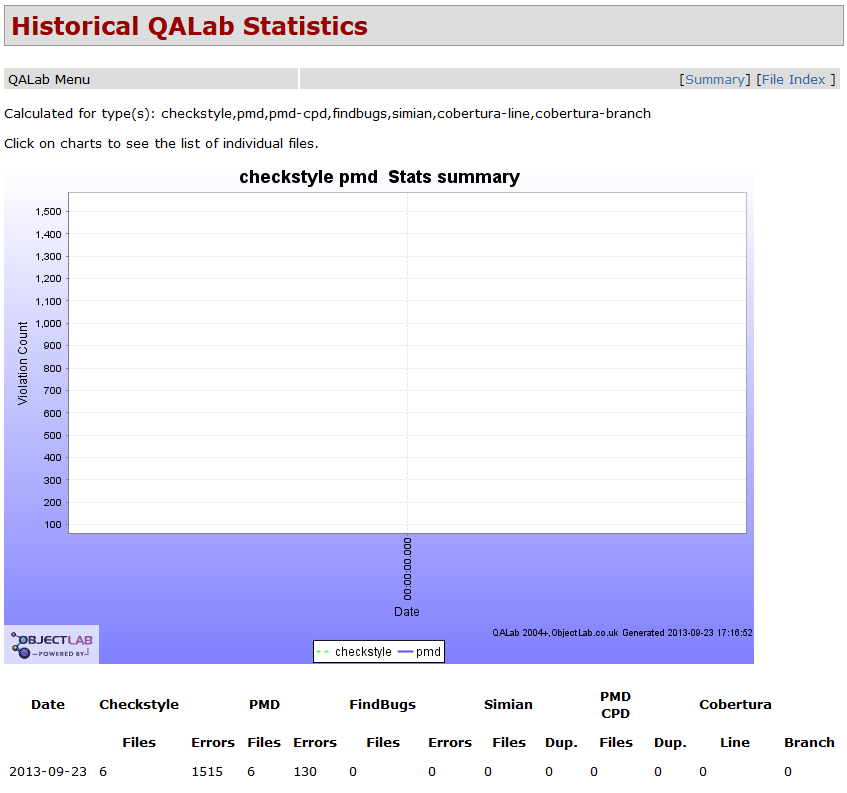 Historical QALab Statistics
QALab Menu [Summary] [File Index ]
Calculated for type(s): checkstyle,pmd,pmd-cpd,findbugs,simian,cobertura-line,cobertura-branch
Click on charts to see the list of individual files.
checkstyle pmd Stats summary
1,500
1,400
1,300
1,200
1,100
1,000
900
800
700
600
500
400
300
200
100
Violation Count
00:00:00.000
Date
QALab 2004+,ObjectLab.co.uk Generated 2013-09-23 17:16:52
OBJECTLAB
POWERED BY
checkstyle pmd
Date Checkstyle PMD FindBugs Simian PMD CPD Cobertura
Files Errors Files Errors Files Errors Files Dup. Files Dup. Line Branch
2013-09-23 6 1515 6 130 0 0 0 0 0 0 0 0